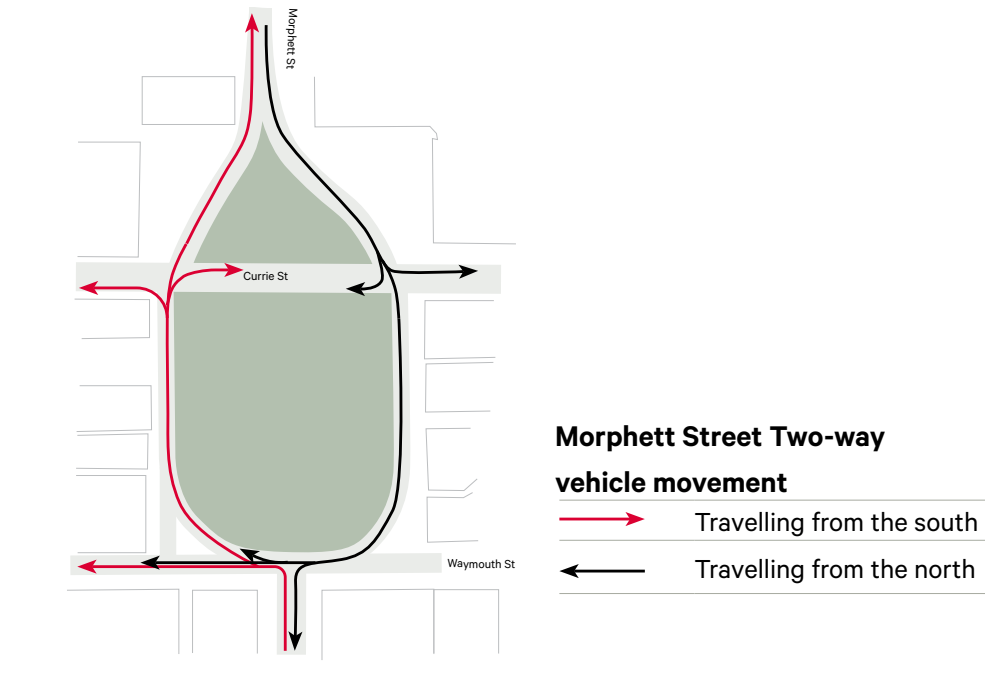 Morphett St
Currie St
Waymouth St
Morphett Street Two-way
vehicle movement
Travelling from the south
Travelling from the north